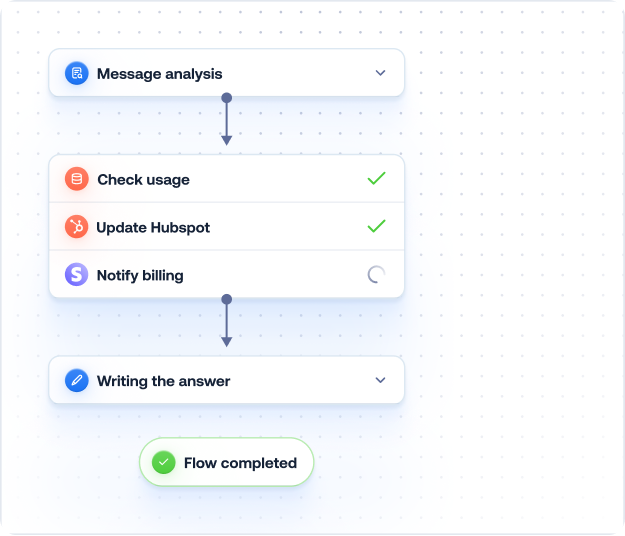 Message analysis
Check usage
Update Hubspot
Notify billing
Writing the answer
Flow completed